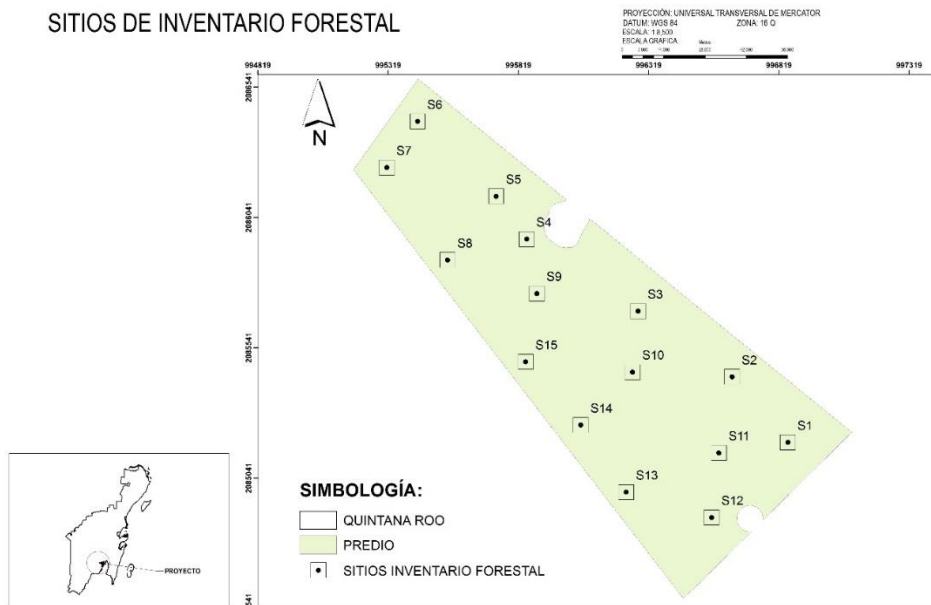 SITIOS DE INVENTARIO FORESTAL
PROYECCIÓN: UNIVERSAL TRANSVERSAL DE MERCATOR
DATUM: WGS 84 ZONA: 16 Q
ESCALA: 1:8,500
ESCALA GRAFICA
994819 995319 995819 996319 996819 997319
2086541
2086041
2085541
2085041
541
N
S6
S7
S5
S4
S8
S9
S3
S15
S10
S2
S14
S1
S11
S13
S12
PROYECTO
SIMBOLOGÍA:
QUINTANA ROO
PREDIO
SITIOS INVENTARIO FORESTAL